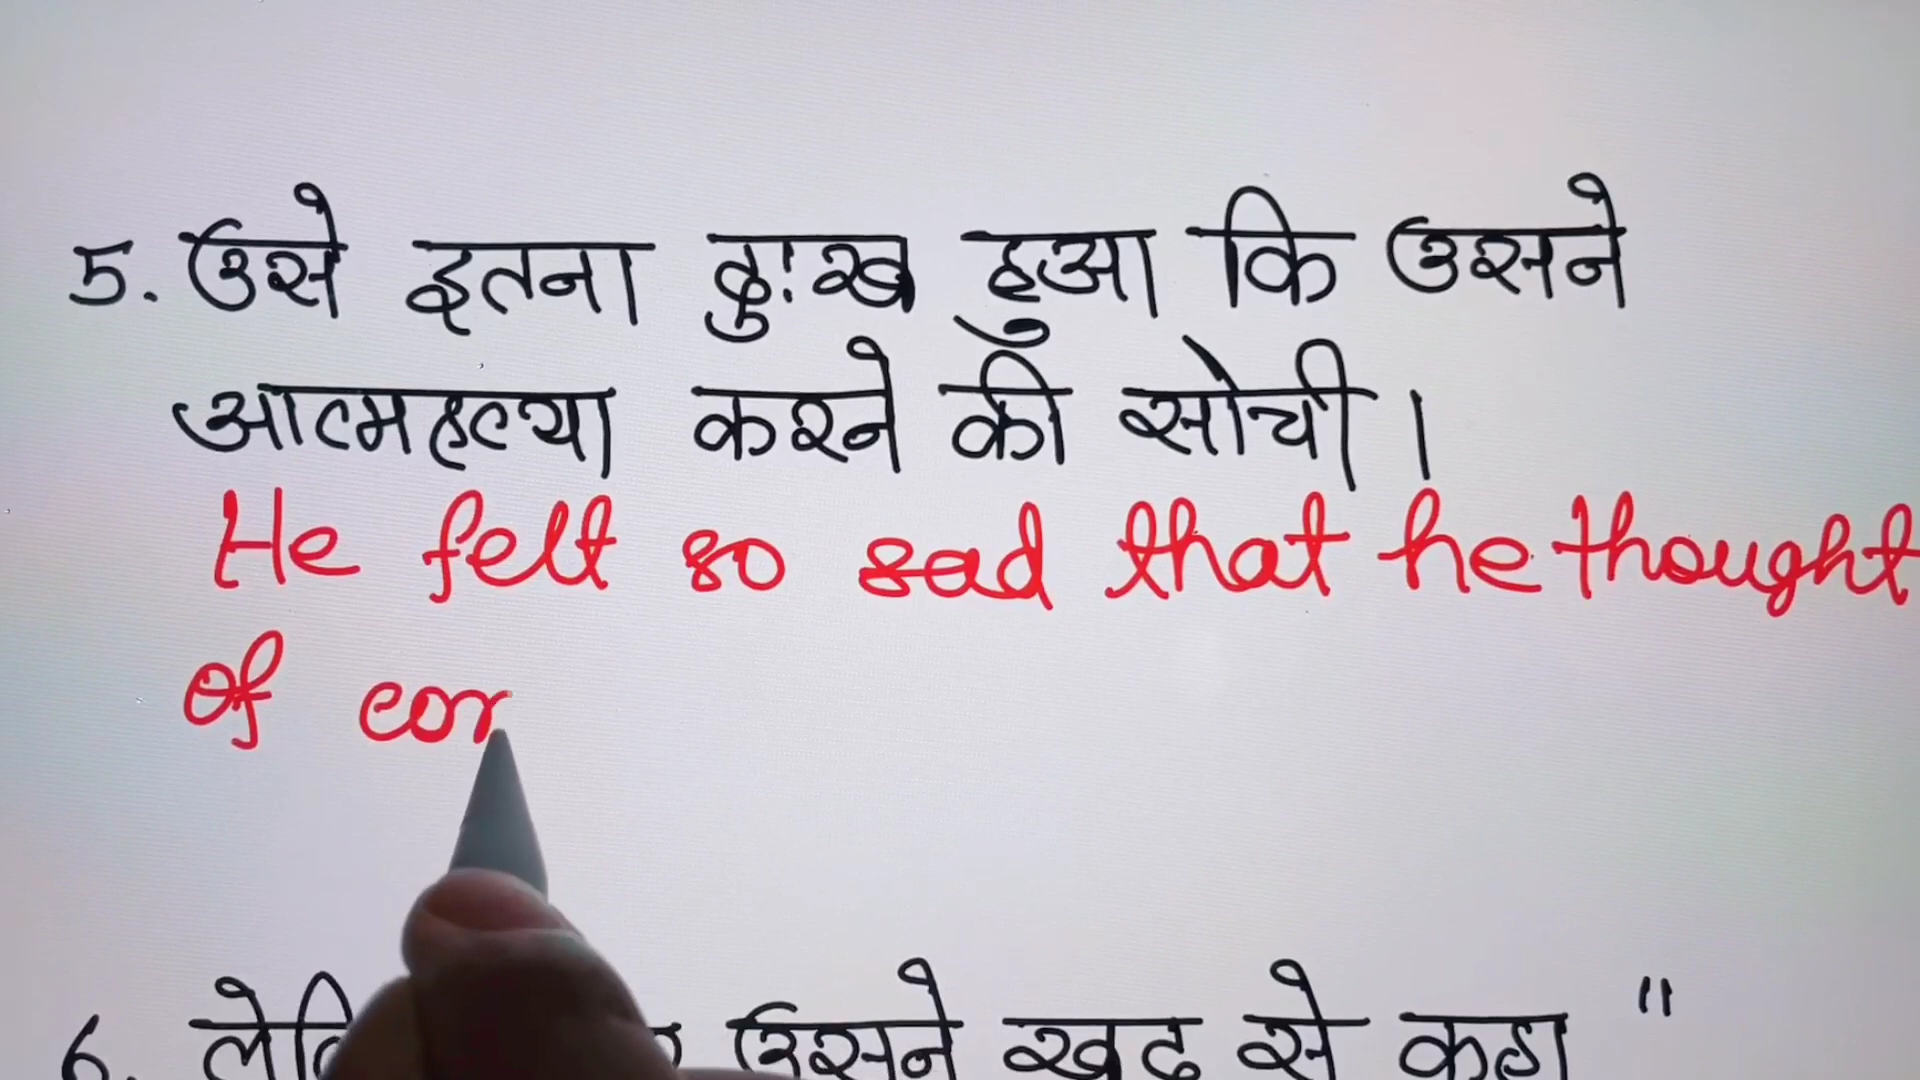 5. उसे इतना दुःख हुआ कि उसने
आत्महत्या करने की सोची ।
He felt so sad that he thought
of
6. उसने खुद से कहा "